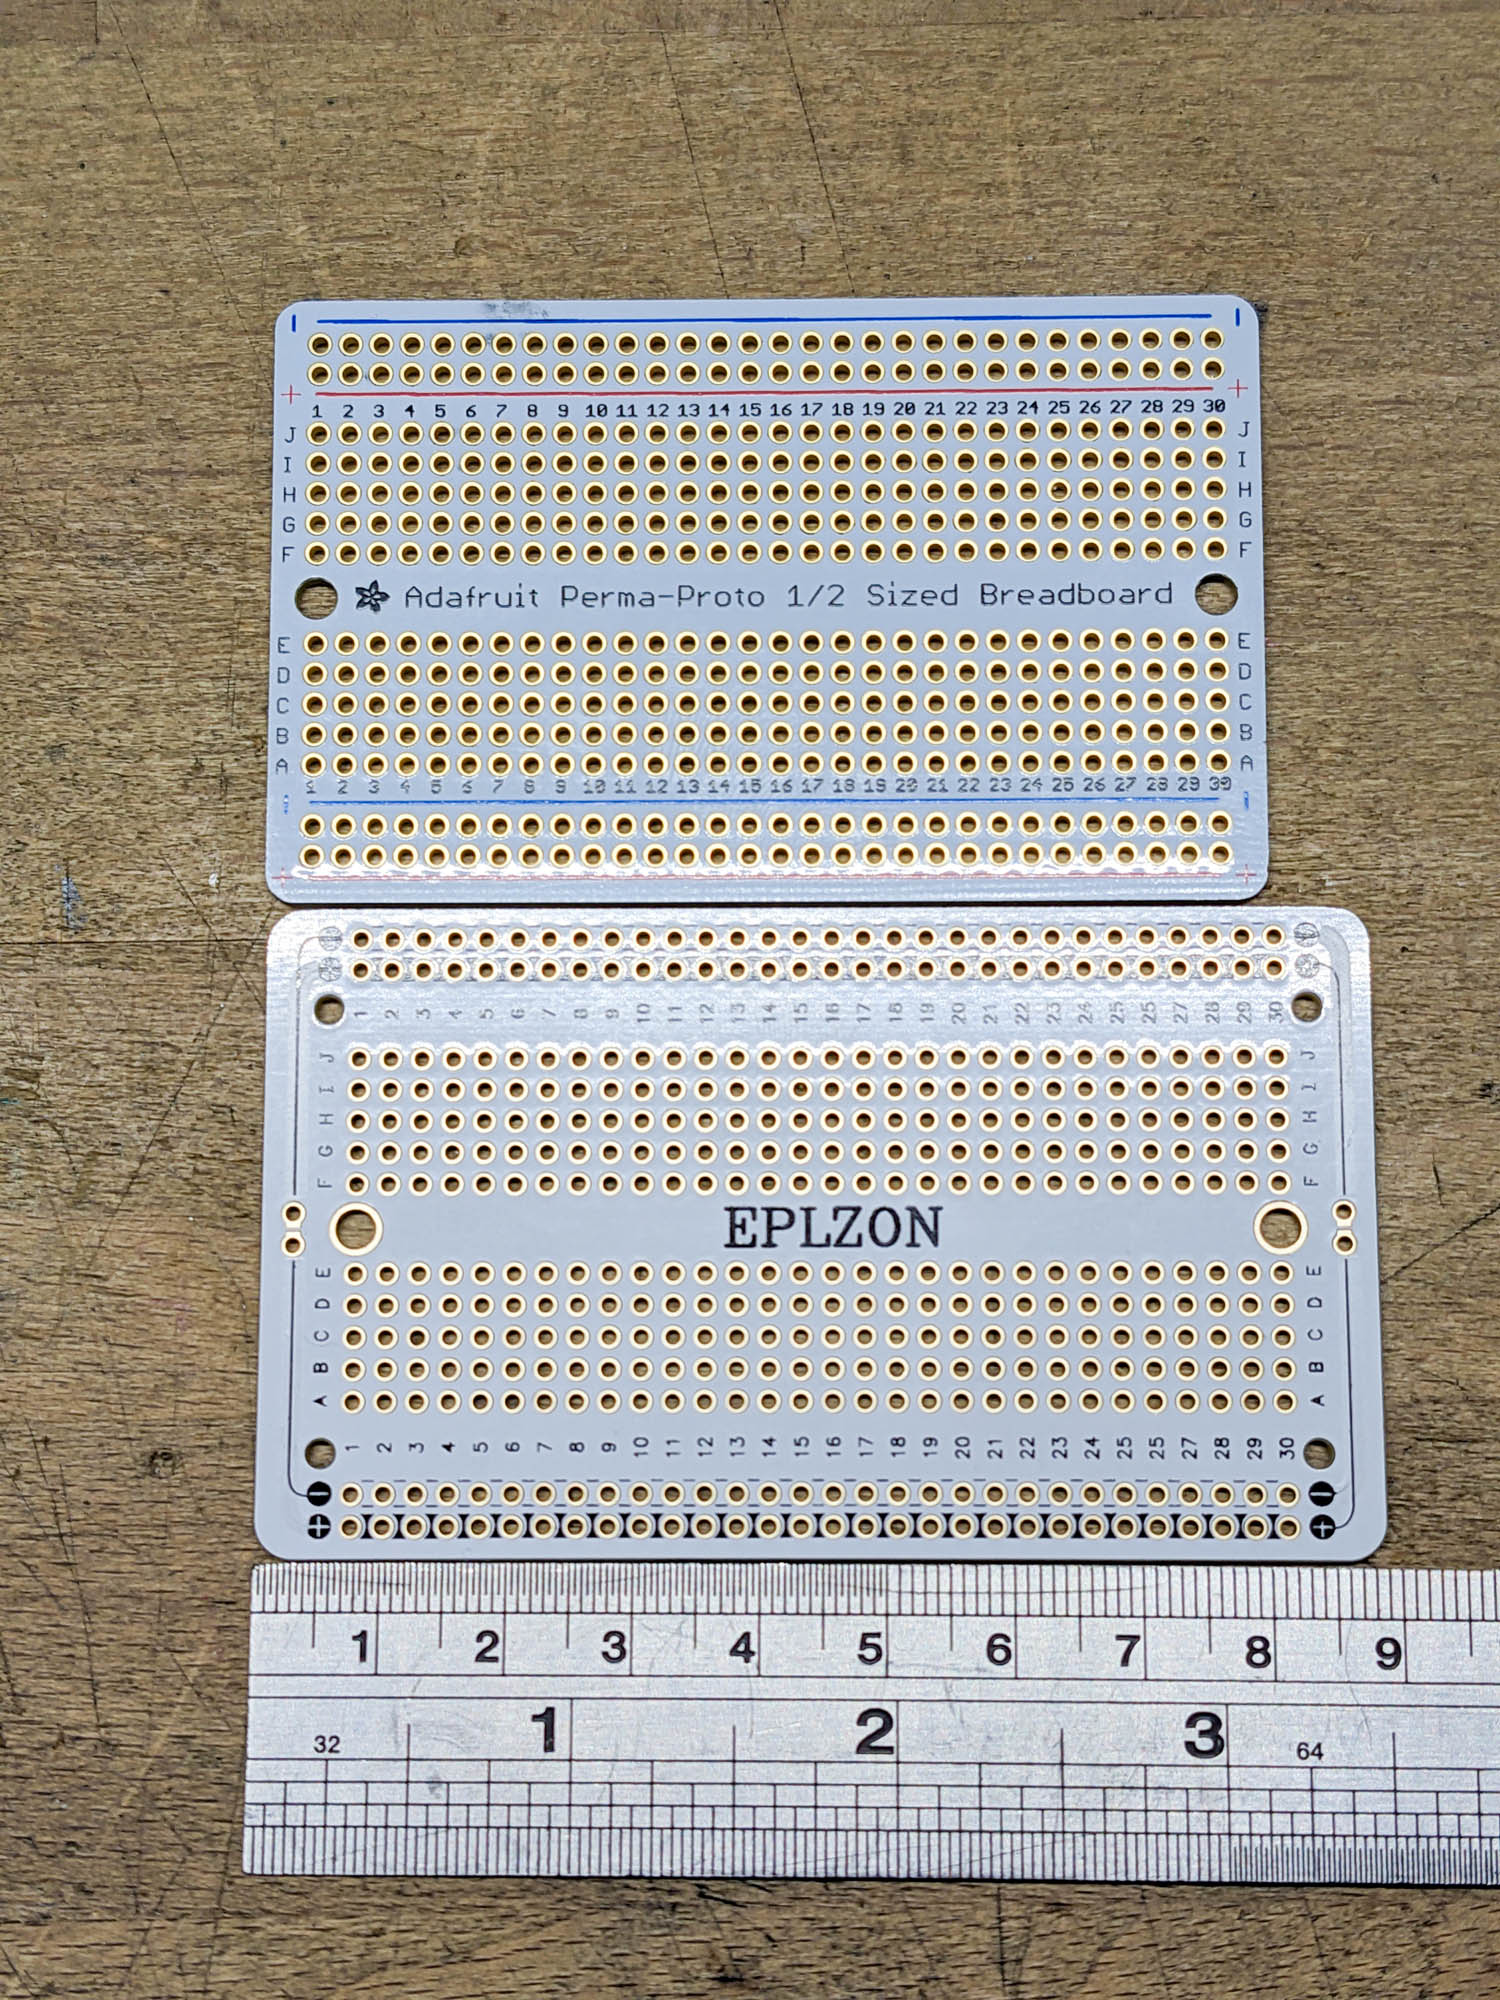 - -
+ +
1 2 3 4 5 6 7 8 9 10 11 12 13 14 15 16 17 18 19 20 21 22 23 24 25 26 27 28 29 30
J J
I I
H H
G G
F F
Adafruit Perma-Proto 1/2 Sized Breadboard
E E
D D
C C
B B
A A
1 2 3 4 5 6 7 8 9 10 11 12 13 14 15 16 17 18 19 20 21 22 23 24 25 26 27 28 29 30
- -
+ +
- -
+ +
1 2 3 4 5 6 7 8 9 10 11 12 13 14 15 16 17 18 19 20 21 22 23 24 25 25 27 28 29 30
J J
I I
H H
G G
F F
EPLZON
E E
D D
C C
B B
A A
1 2 3 4 5 6 7 8 9 10 11 12 13 14 15 16 17 18 19 20 21 22 23 24 25 25 27 28 29 30
- -
+ +
1 2 3 4 5 6 7 8 9
1 2 3
32 64